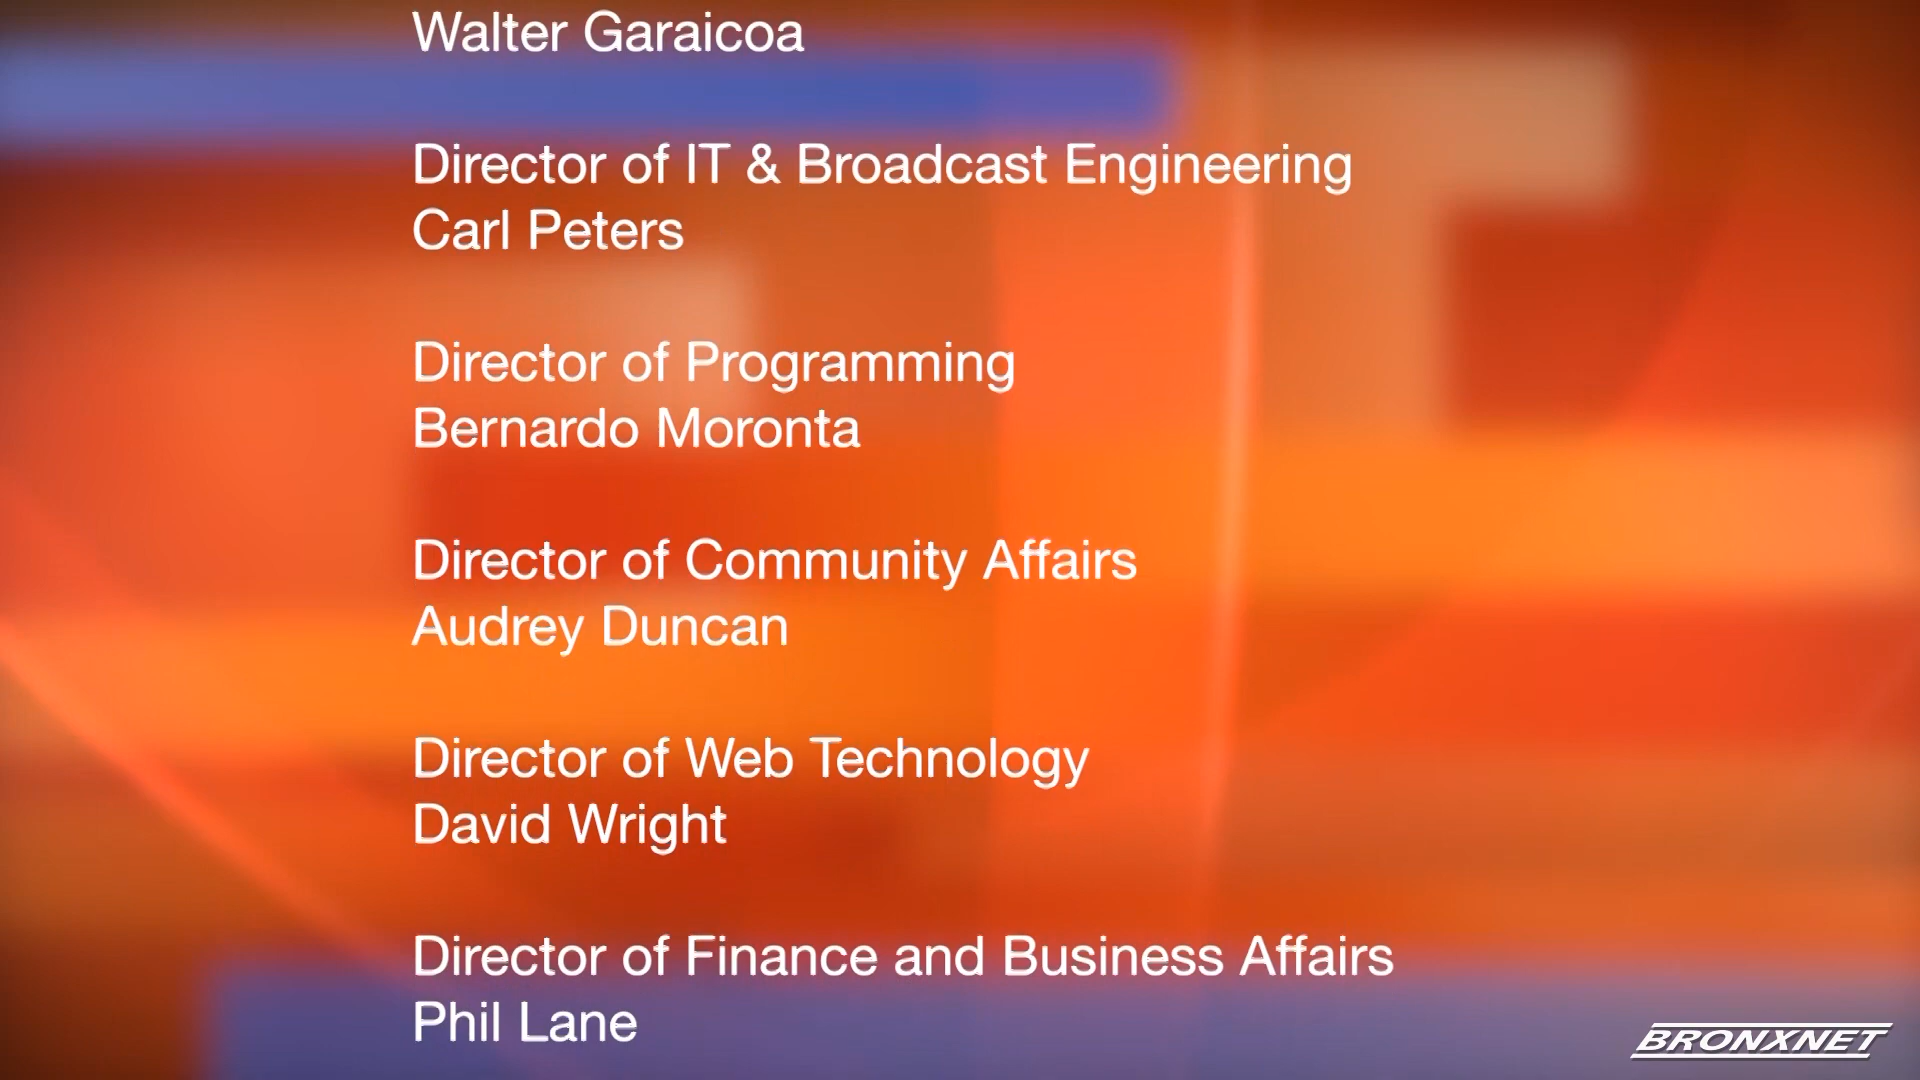 Walter Garaicoa
Director of IT & Broadcast Engineering
Carl Peters
Director of Programming
Bernardo Moronta
Director of Community Affairs
Audrey Duncan
Director of Web Technology
David Wright
Director of Finance and Business Affairs
Phil Lane
BRONXNET